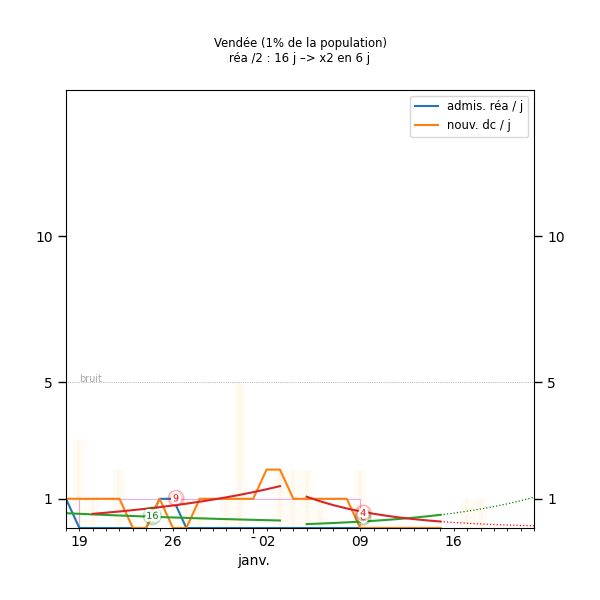 Vendée (1% de la population)
réa /2 : 16 j –> x2 en 6 j
admis. réa / j
nouv. dc / j
10 10
bruit
5 5
9
1 1
16
4
19 26 - 02 09 16
janv.